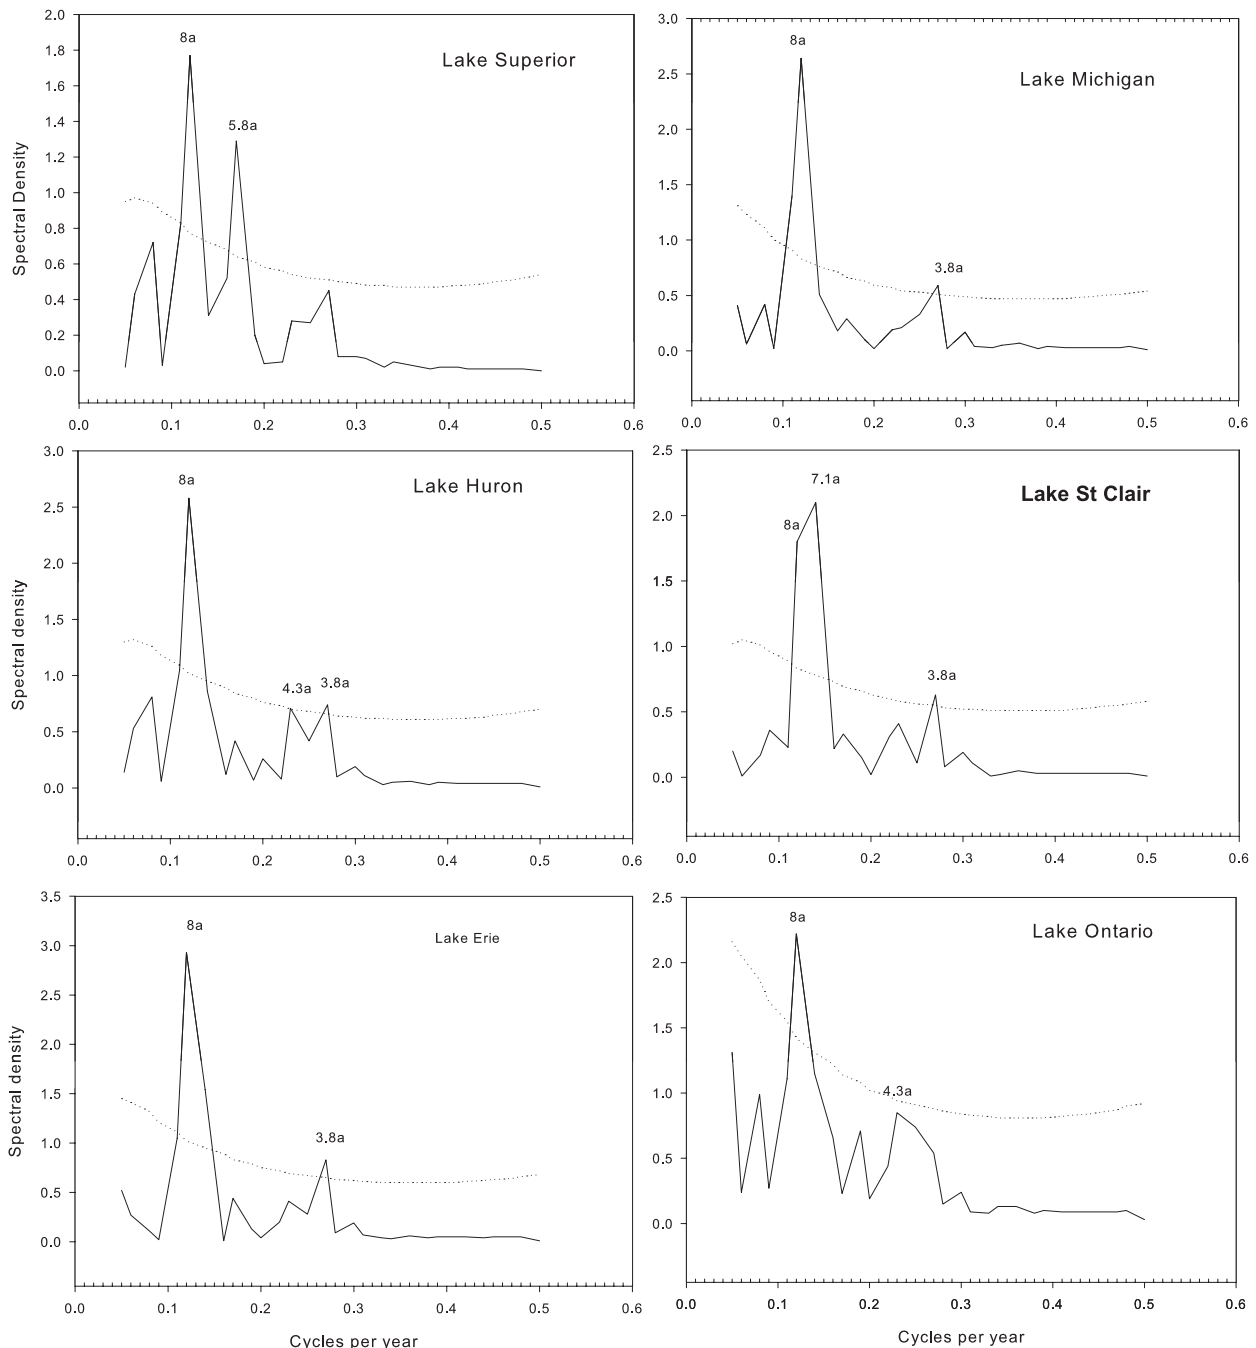 2.0
1.8
1.6
1.4
1.2
1.0
0.8
0.6
0.4
0.2
0.0
Spectral Density
8a
5.8a
Lake Superior
0.0 0.1 0.2 0.3 0.4 0.5 0.6
3.0
2.5
2.0
1.5
1.0
0.5
0.0
8a
3.8a
Lake Michigan
0.0 0.1 0.2 0.3 0.4 0.5 0.6
3.0
2.5
2.0
1.5
1.0
0.5
0.0
Spectral density
8a
4.3a
3.8a
Lake Huron
0.0 0.1 0.2 0.3 0.4 0.5 0.6
2.5
2.0
1.5
1.0
0.5
0.0
7.1a
8a
3.8a
Lake St Clair
0.0 0.1 0.2 0.3 0.4 0.5 0.6
3.5
3.0
2.5
2.0
1.5
1.0
0.5
0.0
Spectral density
8a
3.8a
Lake Erie
0.0 0.1 0.2 0.3 0.4 0.5 0.6
Cycles per year
2.5
2.0
1.5
1.0
0.5
0.0
8a
4.3a
Lake Ontario
0.0 0.1 0.2 0.3 0.4 0.5 0.6
Cycles per year